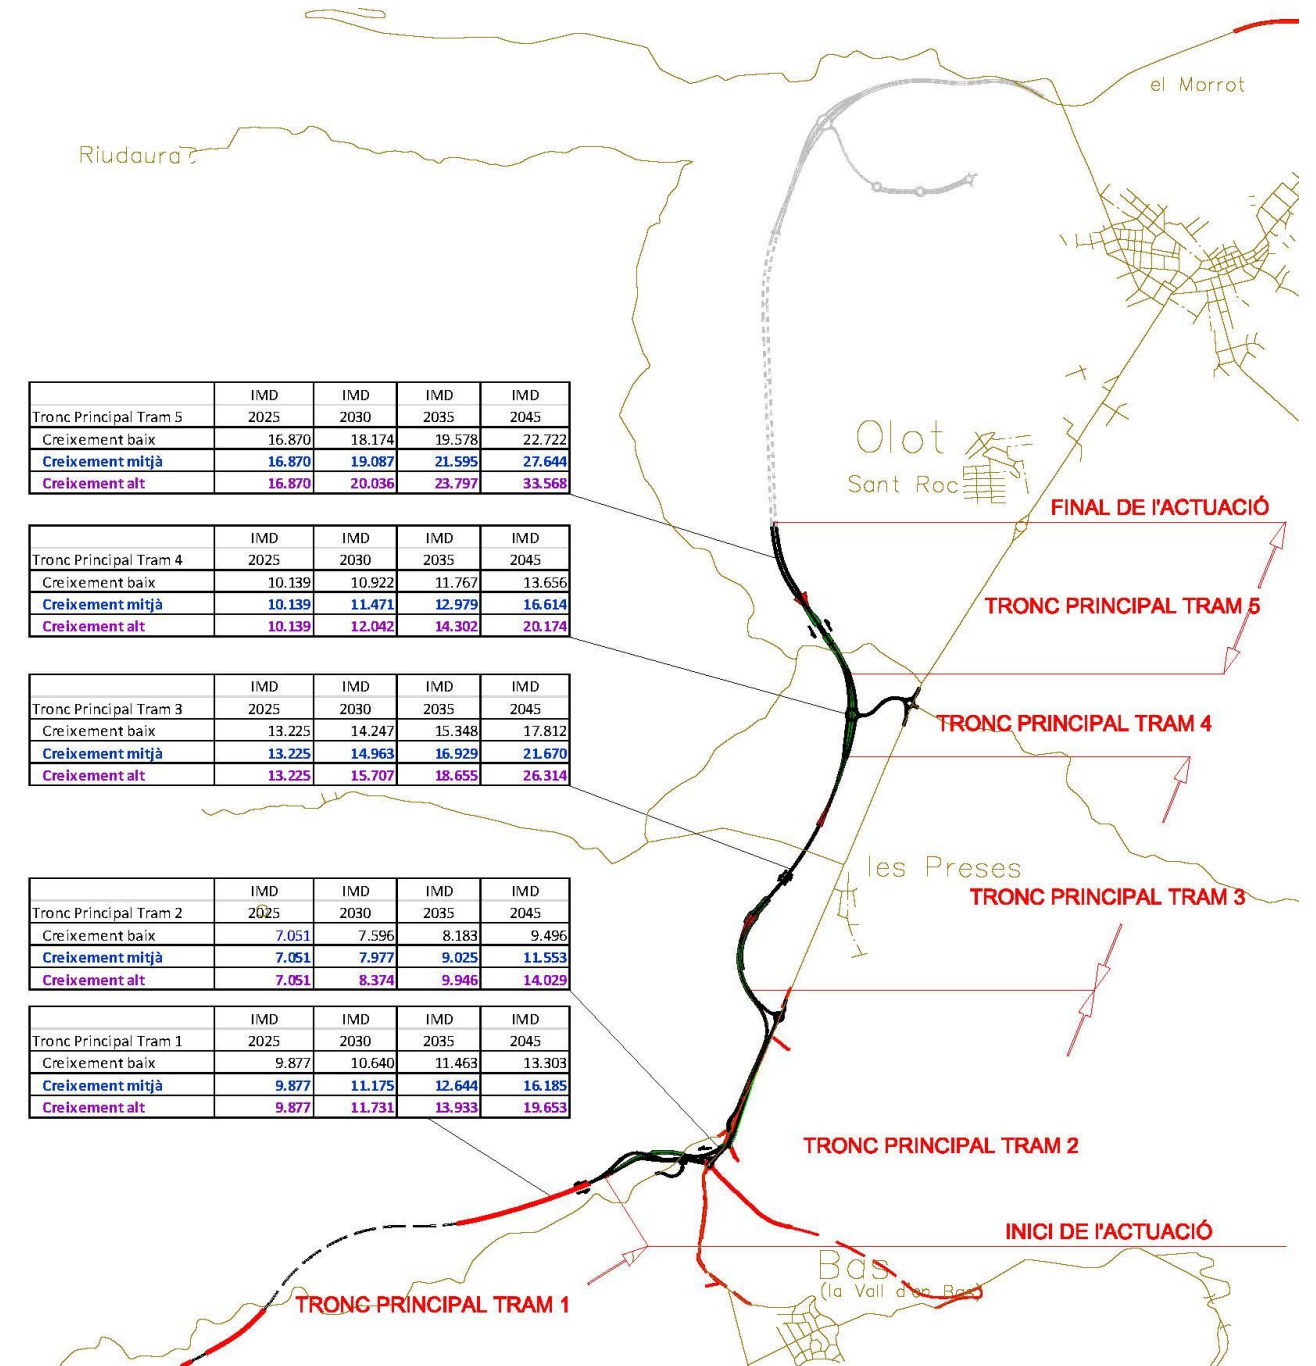 el Morrot
Riudaura
IMD IMD IMD IMD
Tronc Principal Tram 5 2025 2030 2035 2045
Creixement baix 16.870 18.174 19.578 22.722
Creixement mitjà 16.870 19.087 21.595 27.644
Creixement alt 16.870 20.036 23.797 33.568
Olot
Sant Roc
FINAL DE l'ACTUACIÓ
IMD IMD IMD IMD
Tronc Principal Tram 4 2025 2030 2035 2045
Creixement baix 10.139 10.922 11.767 13.656
Creixement mitjà 10.139 11.471 12.979 16.614
Creixement alt 10.139 12.042 14.302 20.174
TRONC PRINCIPAL TRAM 5
IMD IMD IMD IMD
Tronc Principal Tram 3 2025 2030 2035 2045
Creixement baix 13.225 14.247 15.348 17.812
Creixement mitjà 13.225 14.963 16.929 21.670
Creixement alt 13.225 15.707 18.655 26.314
TRONC PRINCIPAL TRAM 4
les Preses
TRONC PRINCIPAL TRAM 3
IMD IMD IMD IMD
Tronc Principal Tram 2 2025 2030 2035 2045
Creixement baix 7.051 7.596 8.183 9.496
Creixement mitjà 7.051 7.977 9.025 11.553
Creixement alt 7.051 8.374 9.946 14.029
IMD IMD IMD IMD
Tronc Principal Tram 1 2025 2030 2035 2045
Creixement baix 9.877 10.640 11.463 13.303
Creixement mitjà 9.877 11.175 12.644 16.185
Creixement alt 9.877 11.731 13.933 19.653
TRONC PRINCIPAL TRAM 2
INICI DE l'ACTUACIÓ
Bas
(la Vall d'en Bas)
TRONC PRINCIPAL TRAM 1